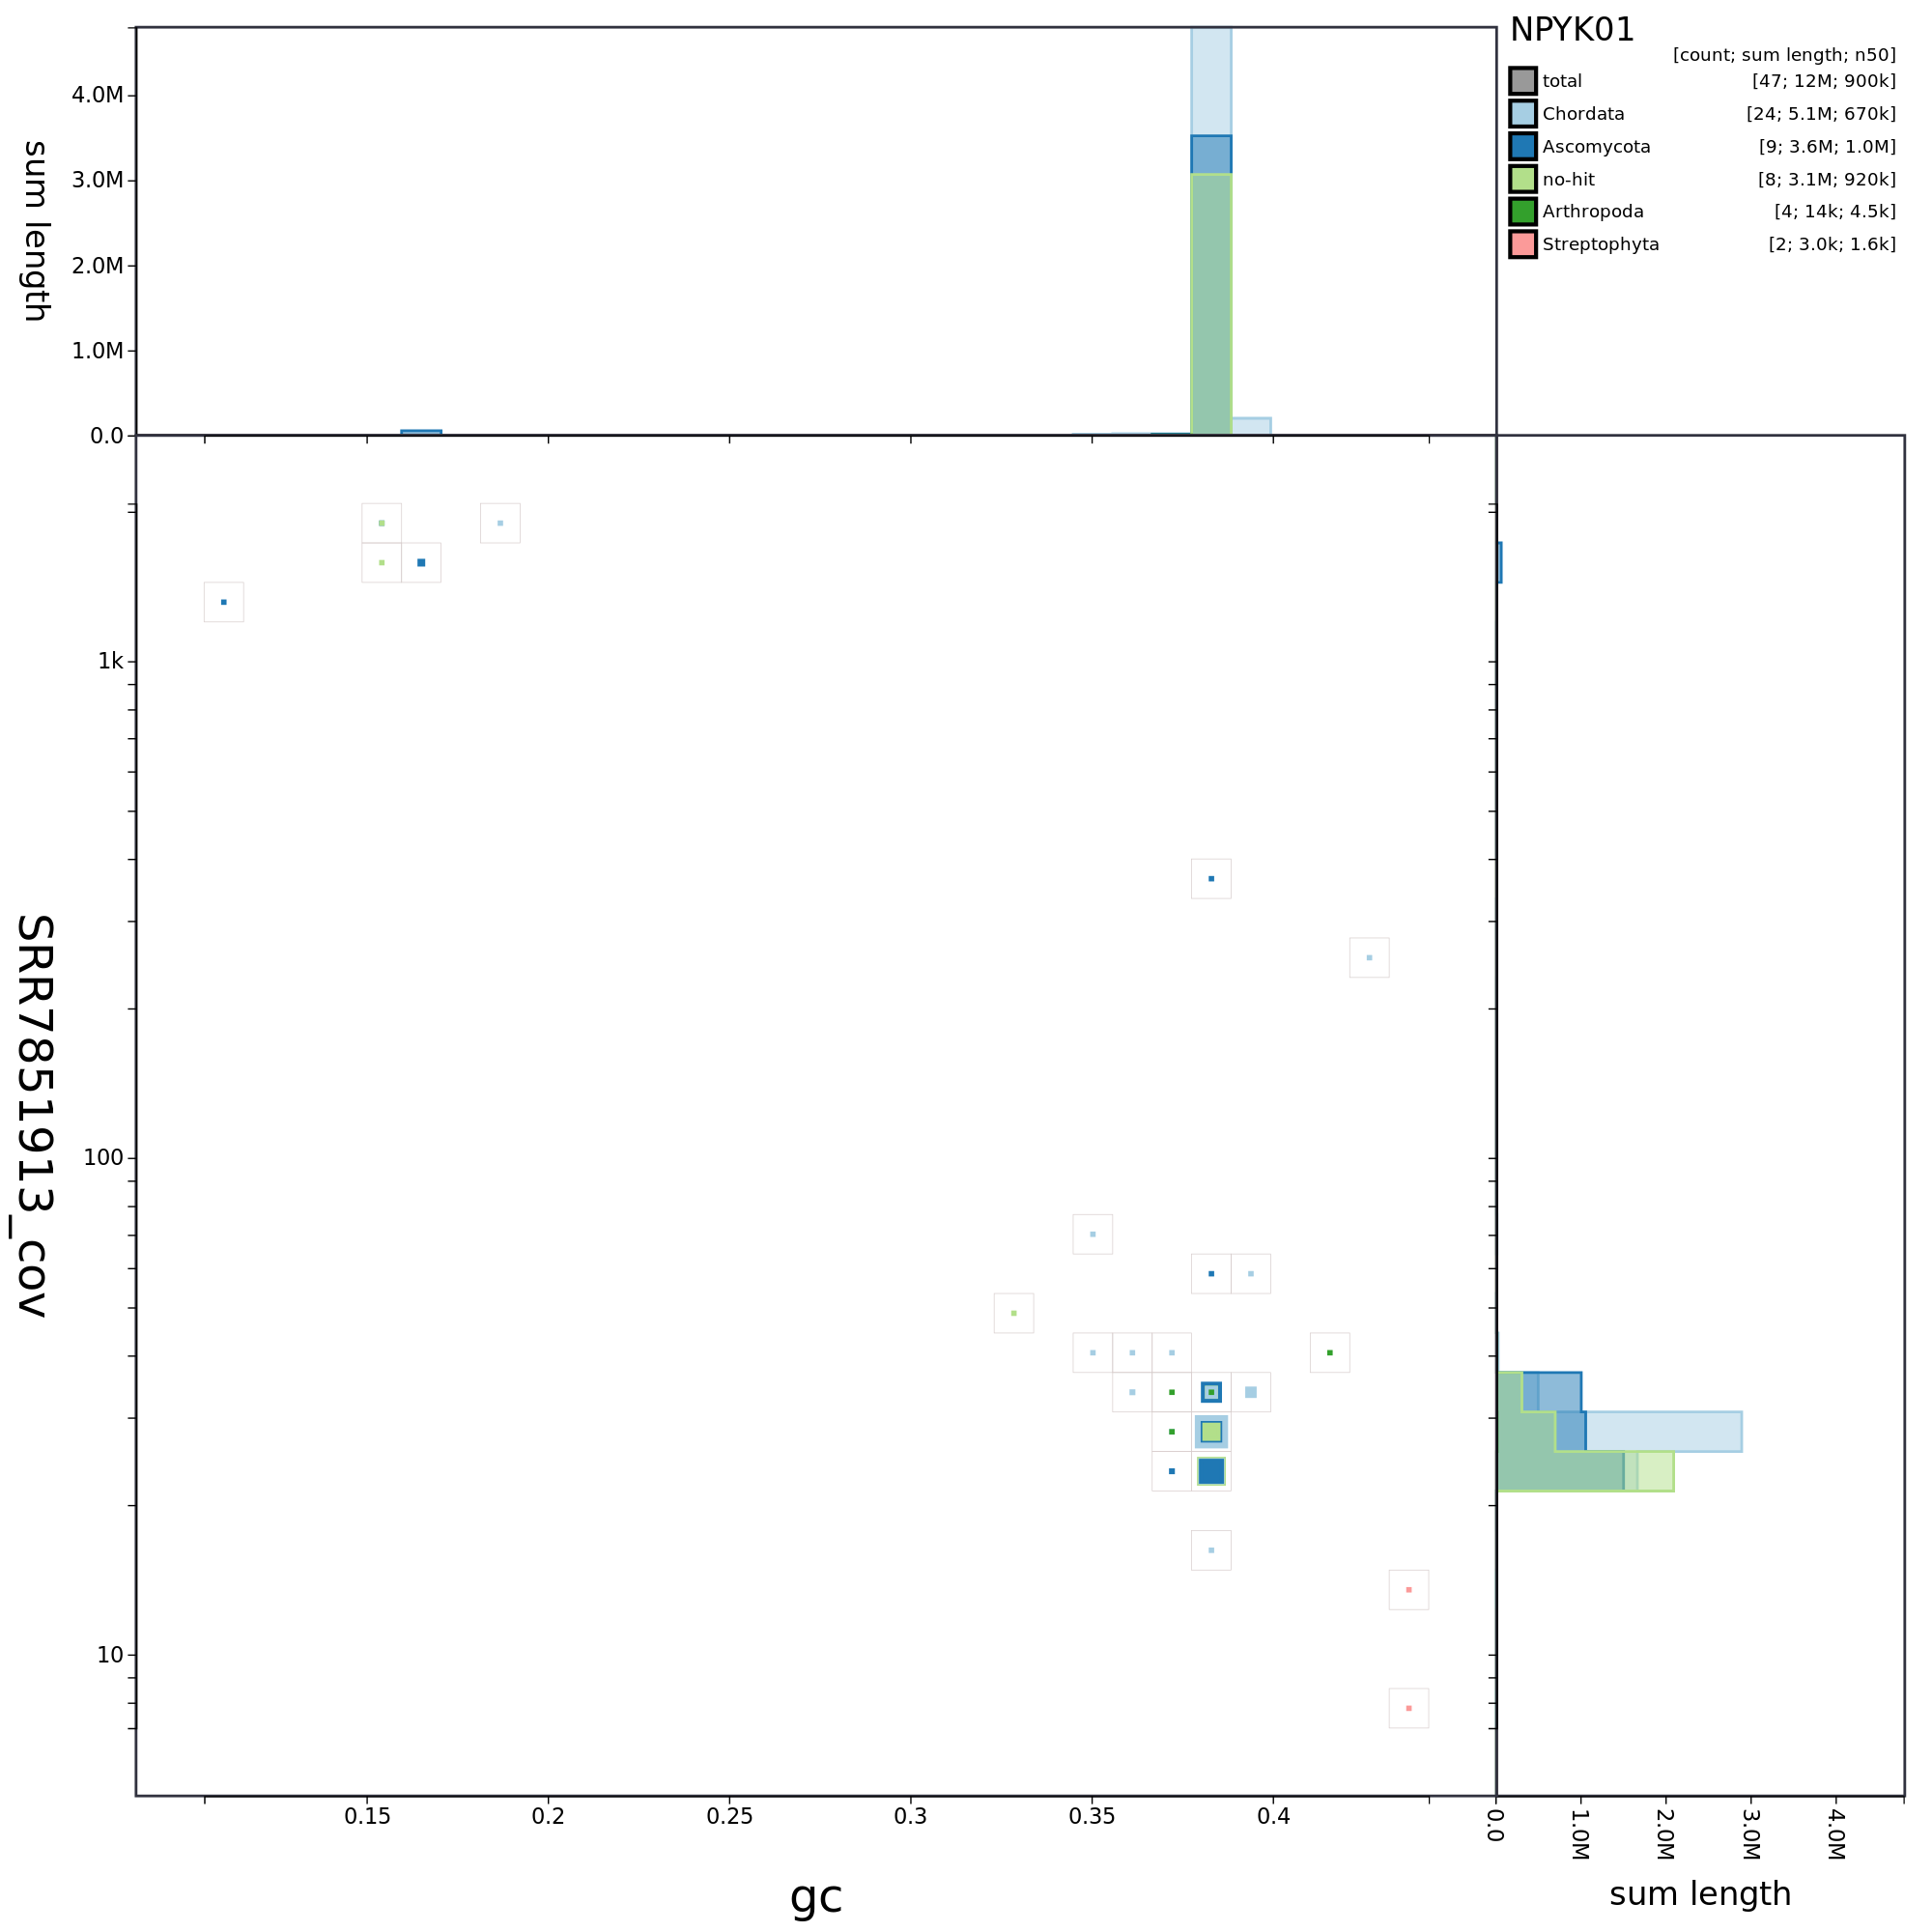 NPYK01
[count; sum length; n50]
total [47; 12M; 900k]
Chordata [24; 5.1M; 670k]
Ascomycota [9; 3.6M; 1.0M]
no-hit [8; 3.1M; 920k]
Arthropoda [4; 14k; 4.5k]
Streptophyta [2; 3.0k; 1.6k]
sum length
4.0M
3.0M
2.0M
1.0M
0.0
SRR7851913_cov
1k
100
10
0.15 0.2 0.25 0.3 0.35 0.4
gc
0.0 1.0M 2.0M 3.0M 4.0M
sum length